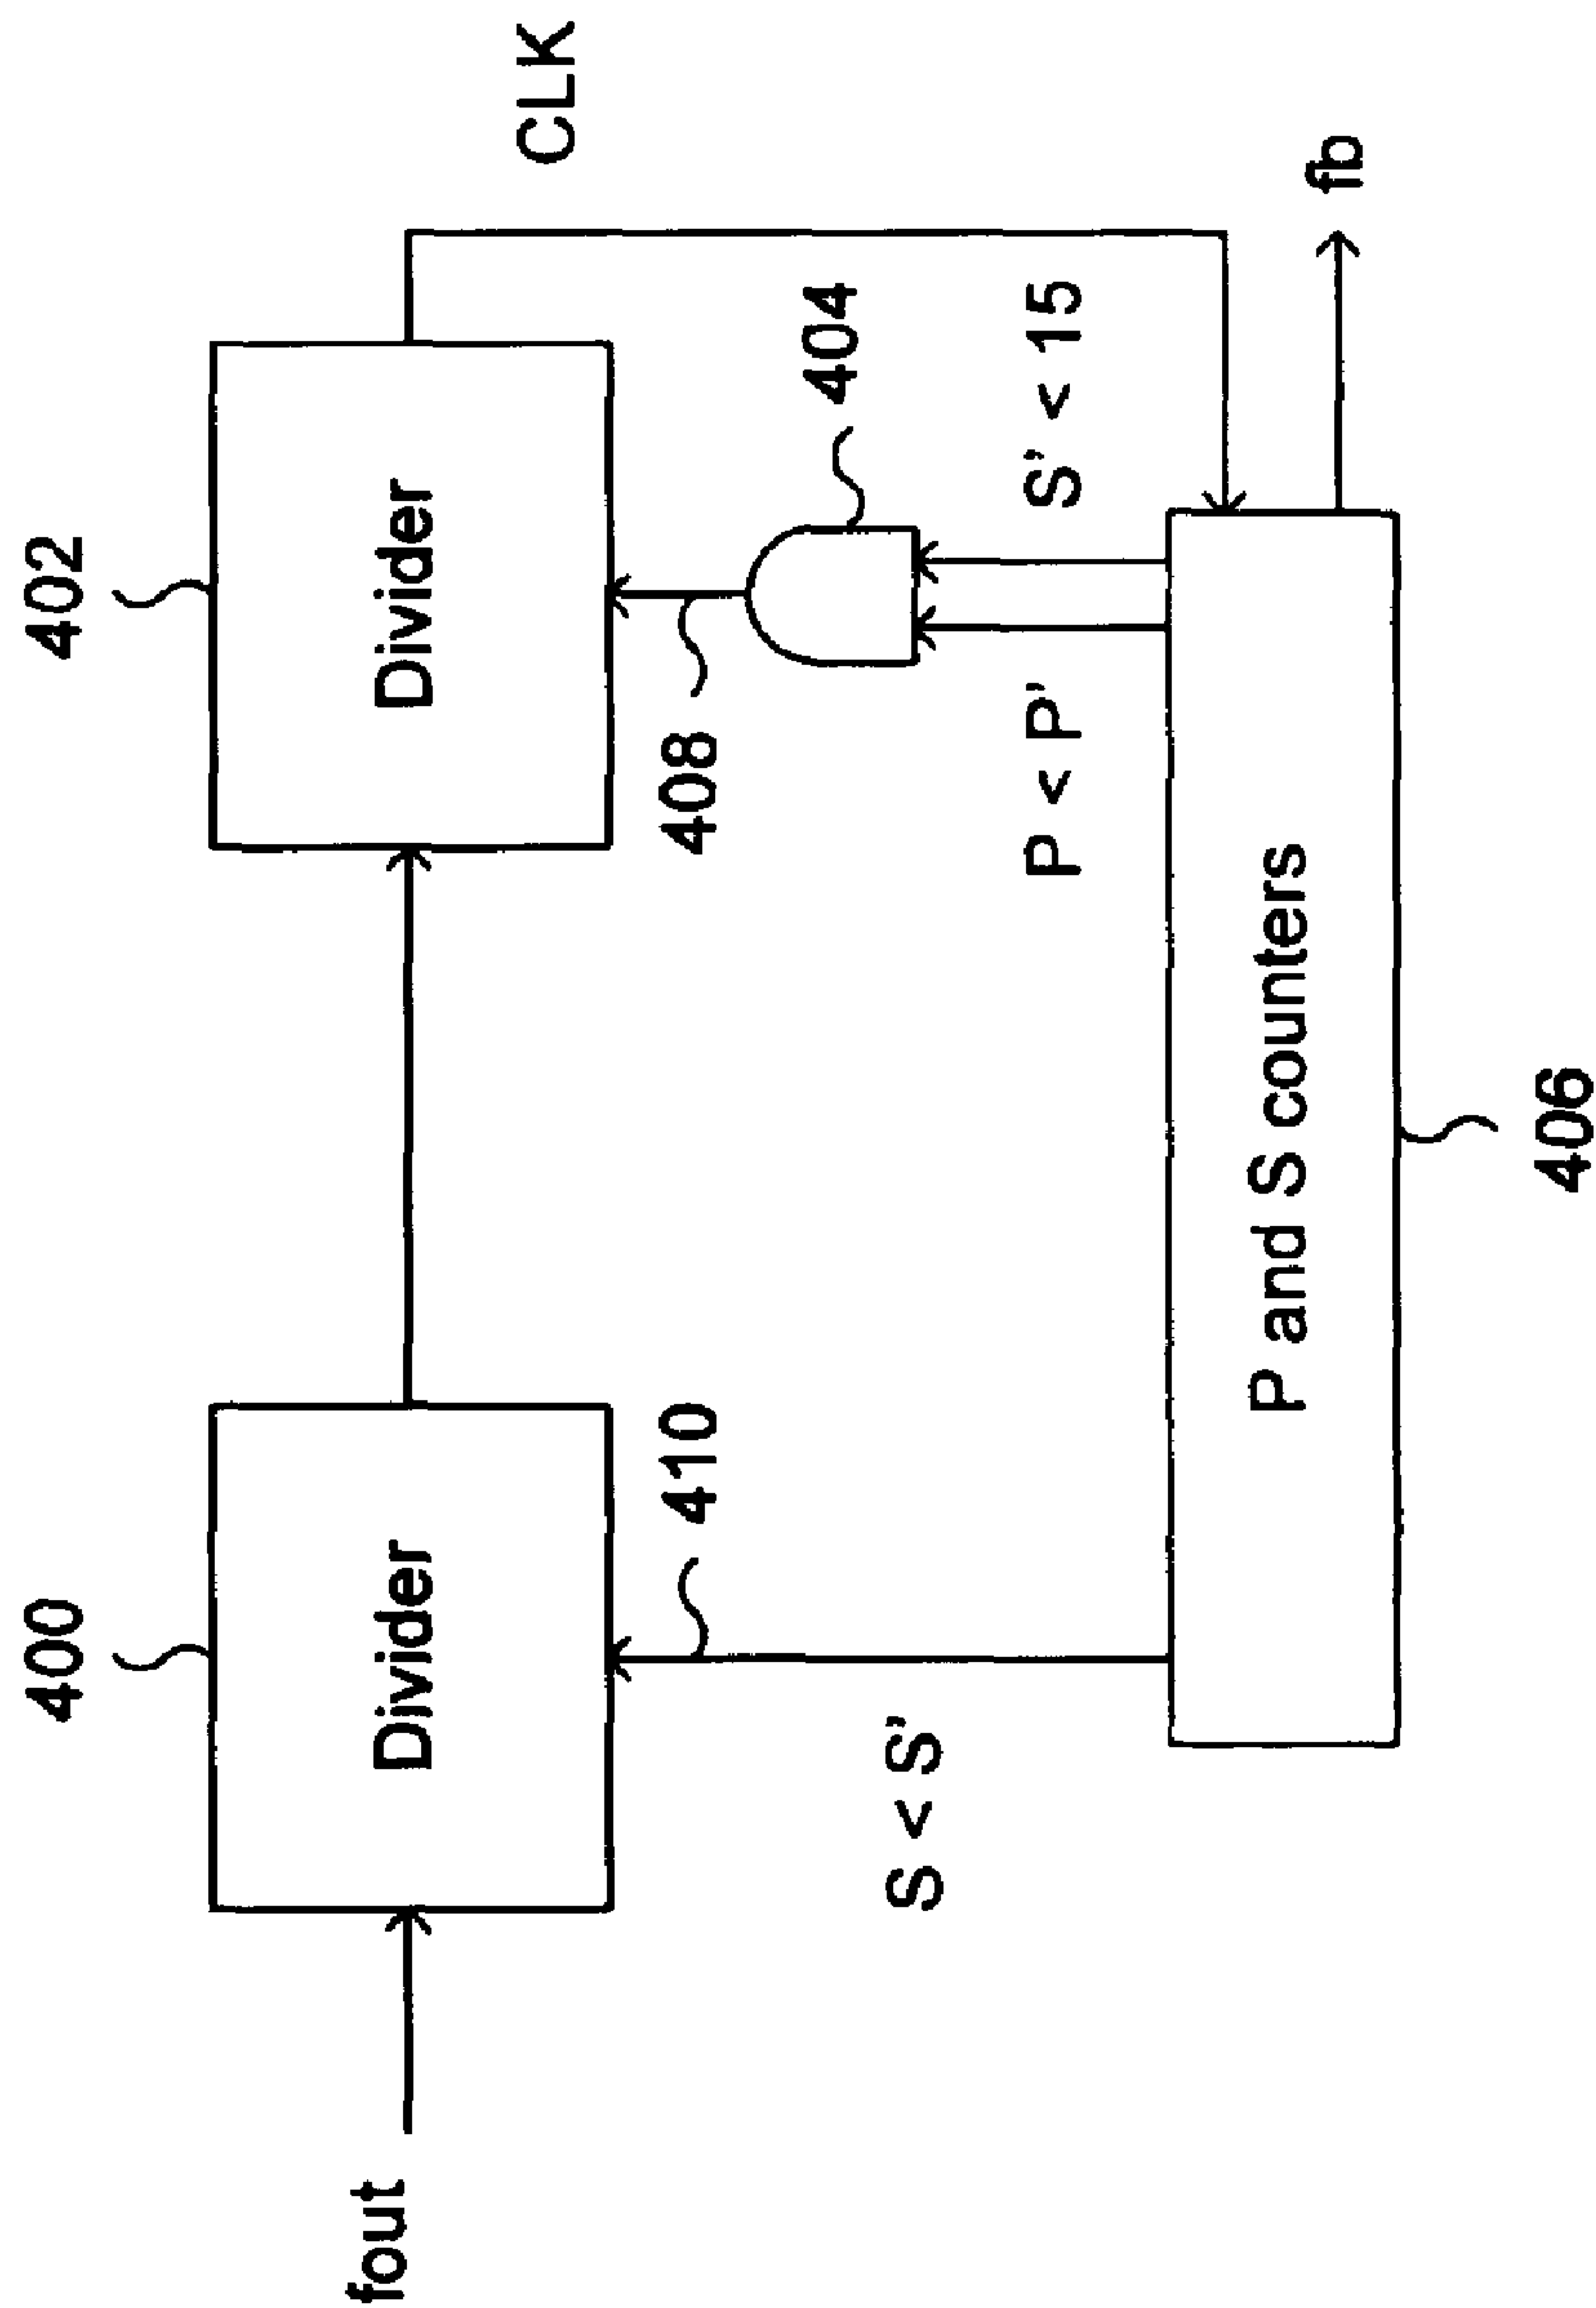 400
402
Divider
Divider
fout
CLK
410
408
404
S < S'
P < P'
S' < 15
P and S counters
fb
406